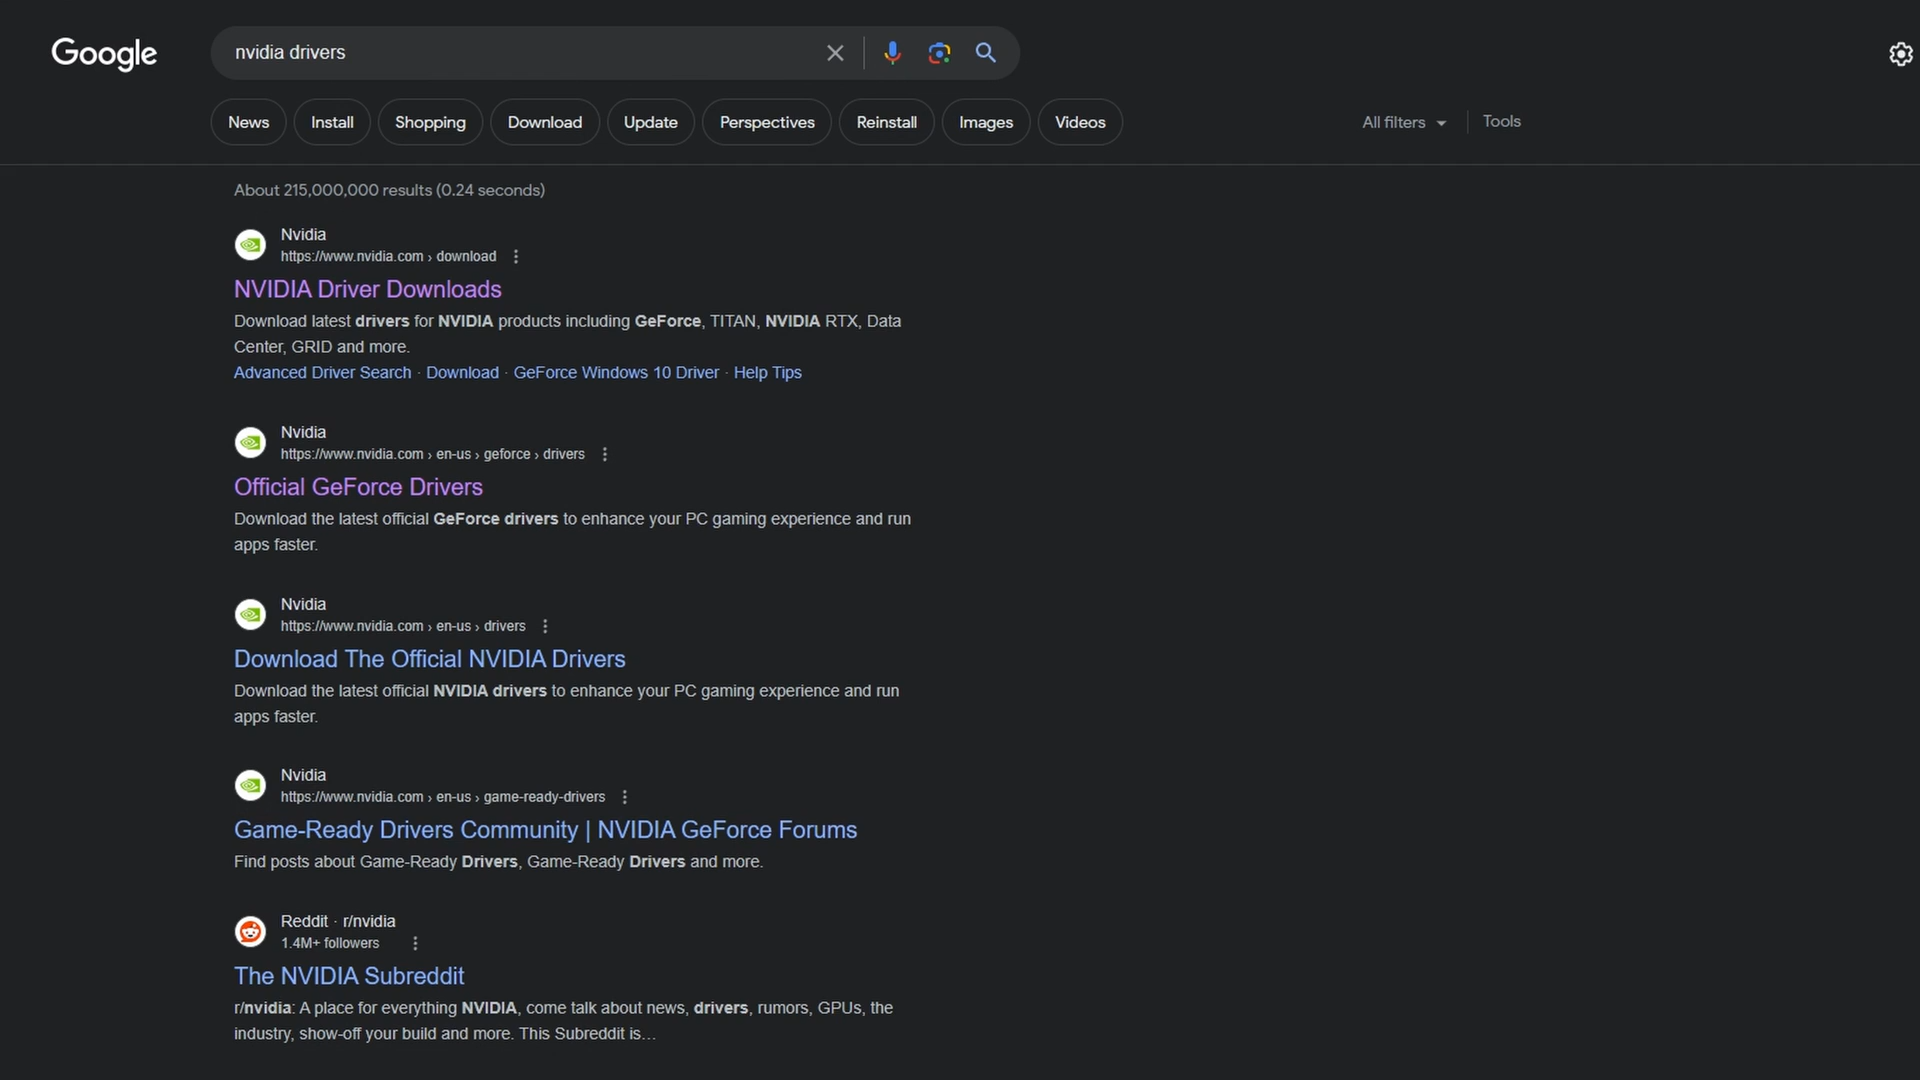 Google
nvidia drivers
News Install Shopping Download Update Perspectives Reinstall Images Videos All filters Tools
About 215,000,000 results (0.24 seconds)
Nvidia
https://www.nvidia.com › download
NVIDIA Driver Downloads
Download latest drivers for NVIDIA products including GeForce, TITAN, NVIDIA RTX, Data
Center, GRID and more.
Advanced Driver Search · Download · GeForce Windows 10 Driver · Help Tips
Nvidia
https://www.nvidia.com › en-us › geforce › drivers
Official GeForce Drivers
Download the latest official GeForce drivers to enhance your PC gaming experience and run
apps faster.
Nvidia
https://www.nvidia.com › en-us › drivers
Download The Official NVIDIA Drivers
Download the latest official NVIDIA drivers to enhance your PC gaming experience and run
apps faster.
Nvidia
https://www.nvidia.com › en-us › game-ready-drivers
Game-Ready Drivers Community | NVIDIA GeForce Forums
Find posts about Game-Ready Drivers, Game-Ready Drivers and more.
Reddit · r/nvidia
1.4M+ followers
The NVIDIA Subreddit
r/nvidia: A place for everything NVIDIA, come talk about news, drivers, rumors, GPUs, the
industry, show-off your build and more. This Subreddit is...